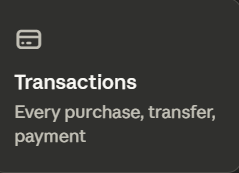 Transactions
Every purchase, transfer,
payment